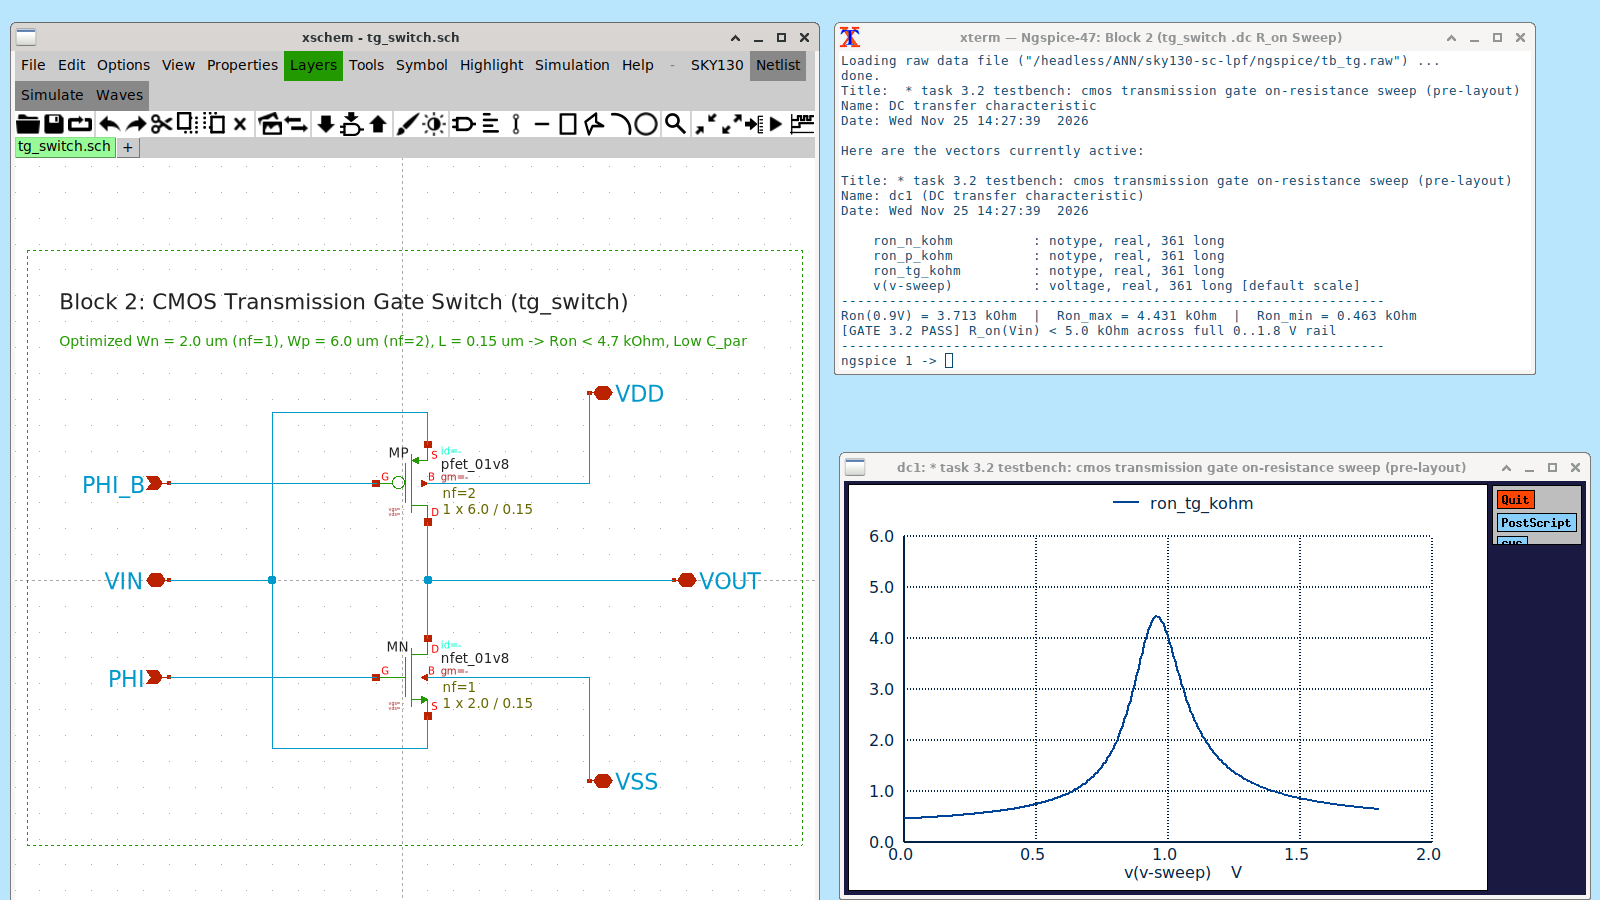 xschem - tg_switch.sch
File Edit Options View Properties Layers Tools Symbol Highlight Simulation Help - SKY130 Netlist
Simulate Waves
tg_switch.sch +
Block 2: CMOS Transmission Gate Switch (tg_switch)
Optimized Wn = 2.0 um (nf=1), Wp = 6.0 um (nf=2), L = 0.15 um -> Ron < 4.7 kOhm, Low C_par
VDD
MP
S
id=-
pfet_01v8
PHI_B
G
B
gm=-
nf=2
D
1 x 6.0 / 0.15
VIN
VOUT
MN
D
id=-
nfet_01v8
PHI
G
B
gm=-
nf=1
S
1 x 2.0 / 0.15
VSS
xterm — Ngspice-47: Block 2 (tg_switch .dc R_on Sweep)
Loading raw data file ("/headless/ANN/sky130-sc-lpf/ngspice/tb_tg.raw") ...
done.
Title:  * task 3.2 testbench: cmos transmission gate on-resistance sweep (pre-layout)
Name: DC transfer characteristic
Date: Wed Nov 25 14:27:39  2026
Here are the vectors currently active:
Title: * task 3.2 testbench: cmos transmission gate on-resistance sweep (pre-layout)
Name: dc1 (DC transfer characteristic)
Date: Wed Nov 25 14:27:39  2026
ron_n_kohm          : notype, real, 361 long
ron_p_kohm          : notype, real, 361 long
ron_tg_kohm         : notype, real, 361 long
v(v-sweep)          : voltage, real, 361 long [default scale]
--------------------------------------------------------------------
Ron(0.9V) = 3.713 kOhm  |  Ron_max = 4.431 kOhm  |  Ron_min = 0.463 kOhm
[GATE 3.2 PASS] R_on(Vin) < 5.0 kOhm across full 0..1.8 V rail
--------------------------------------------------------------------
ngspice 1 ->
dc1: * task 3.2 testbench: cmos transmission gate on-resistance sweep (pre-layout)
ron_tg_kohm
Quit
PostScript
6.0
5.0
4.0
3.0
2.0
1.0
0.0
0.0 0.5 1.0 1.5 2.0
v(v-sweep) V